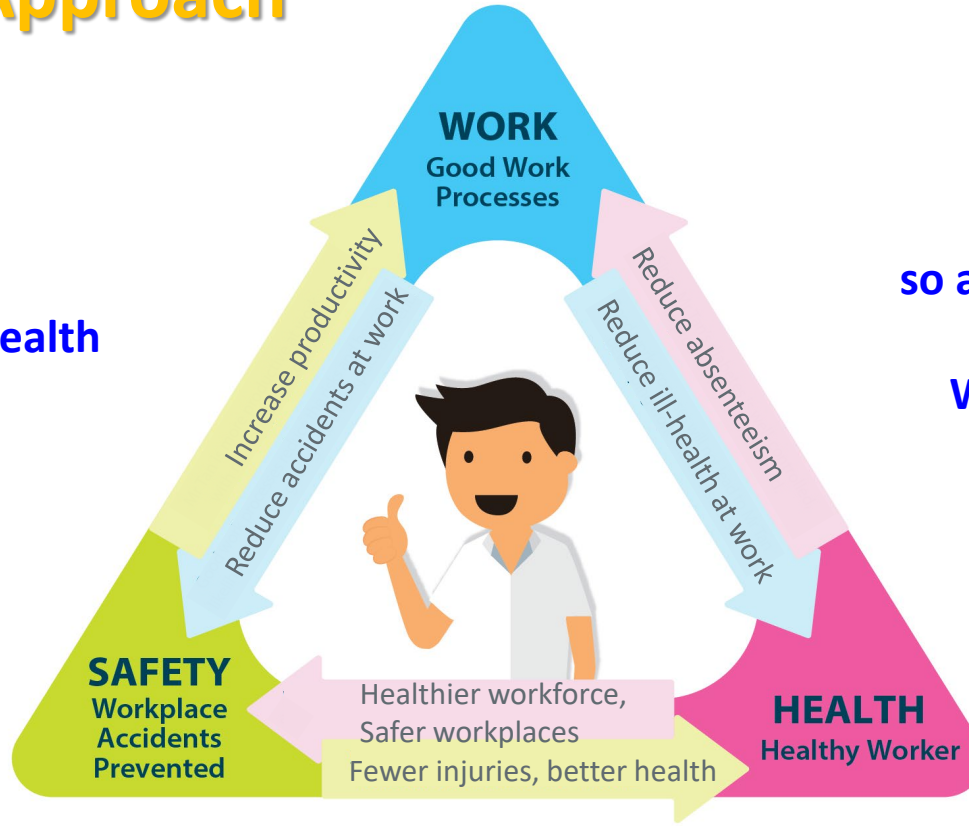 Approach
WORK
Good Work
Processes
Increase productivity
Reduce accidents at work
Reduce absenteeism
Reduce ill-health at work
so a
ealth
W
SAFETY
Workplace
Accidents
Prevented
Healthier workforce,
Safer workplaces
Fewer injuries, better health
HEALTH
Healthy Worker